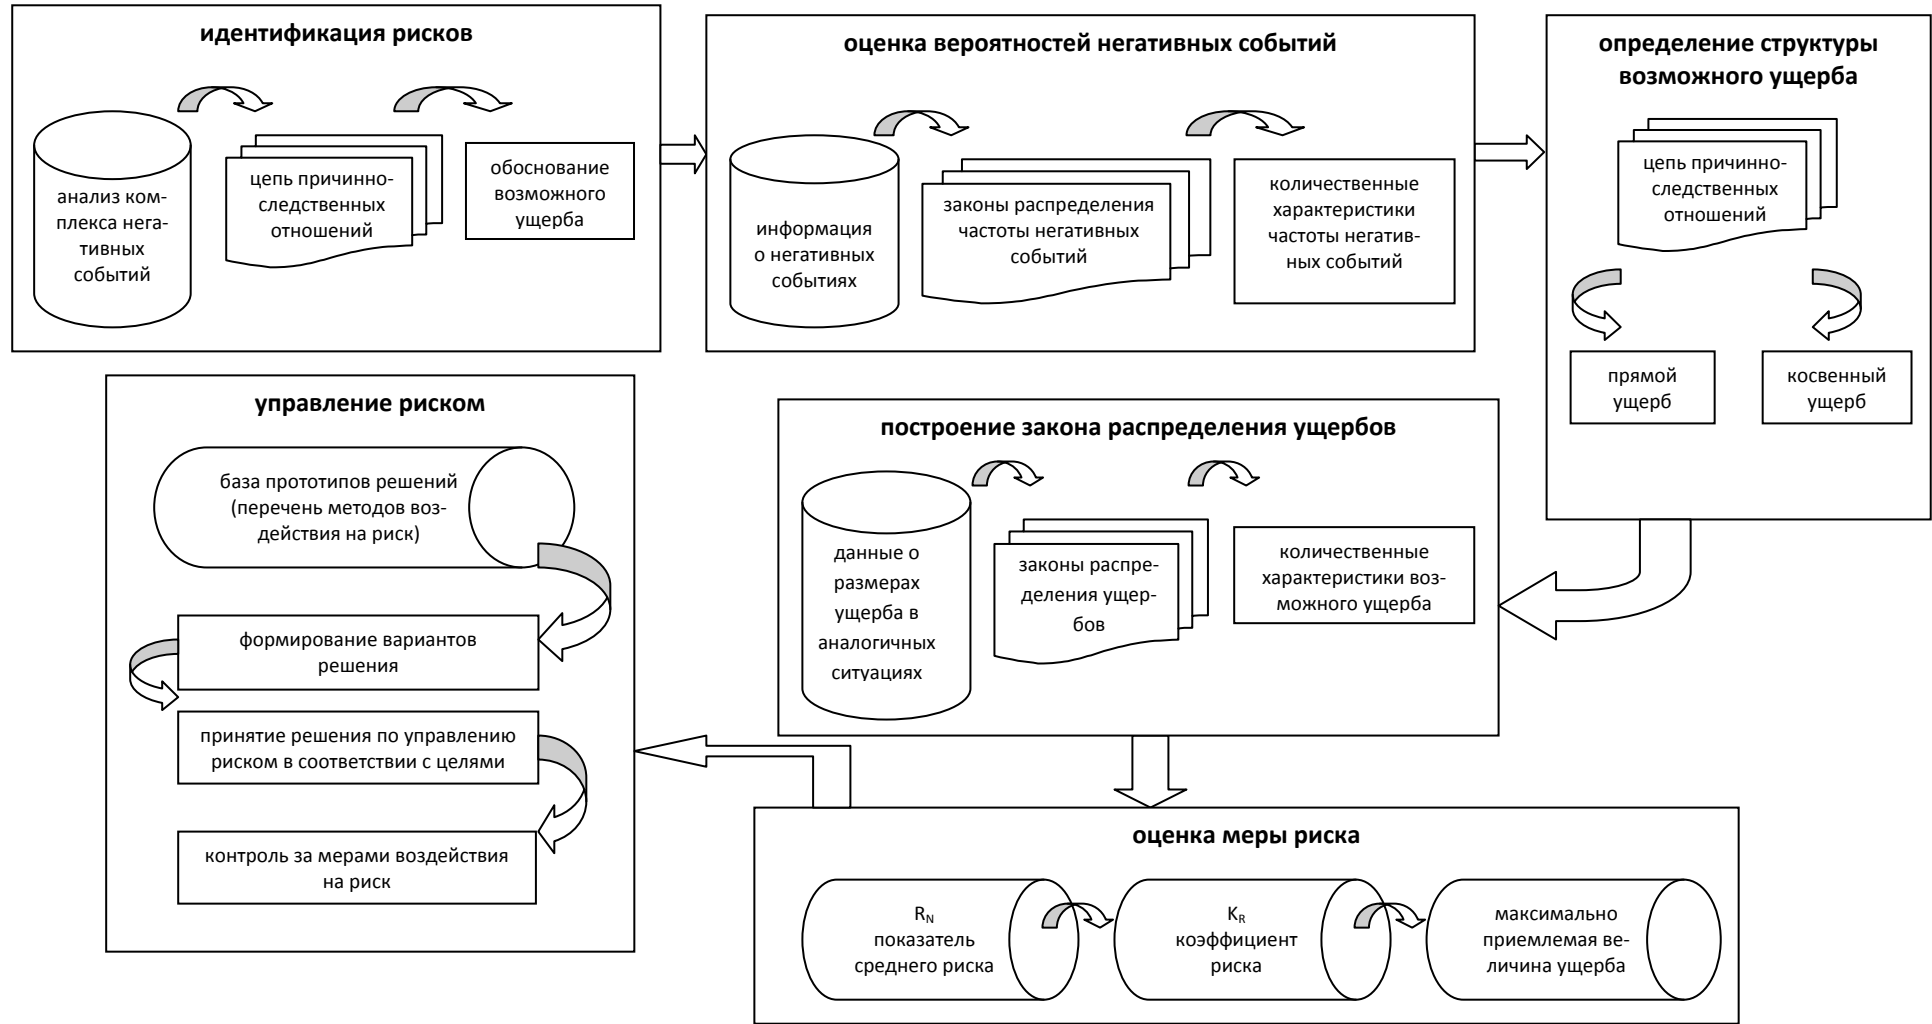 идентификация рисков
анализ ком-
плекса нега-
тивных
событий
цепь причинно-
следственных
отношений
обоснование
возможного
ущерба
оценка вероятностей негативных событий
информация
о негативных
событиях
законы распределения
частоты негативных
событий
количественные
характеристики
частоты негатив-
ных событий
определение структуры
возможного ущерба
цепь причинно-
следственных
отношений
прямой
ущерб
косвенный
ущерб
построение закона распределения ущербов
данные о
размерах
ущерба в
аналогичных
ситуациях
законы распре-
деления ущер-
бов
количественные
характеристики воз-
можного ущерба
оценка меры риска
R_N
показатель
среднего риска
K_R
коэффициент
риска
максимально
приемлемая ве-
личина ущерба
управление риском
база прототипов решений
(перечень методов воз-
действия на риск)
формирование вариантов
решения
принятие решения по управлению
риском в соответствии с целями
контроль за мерами воздействия
на риск